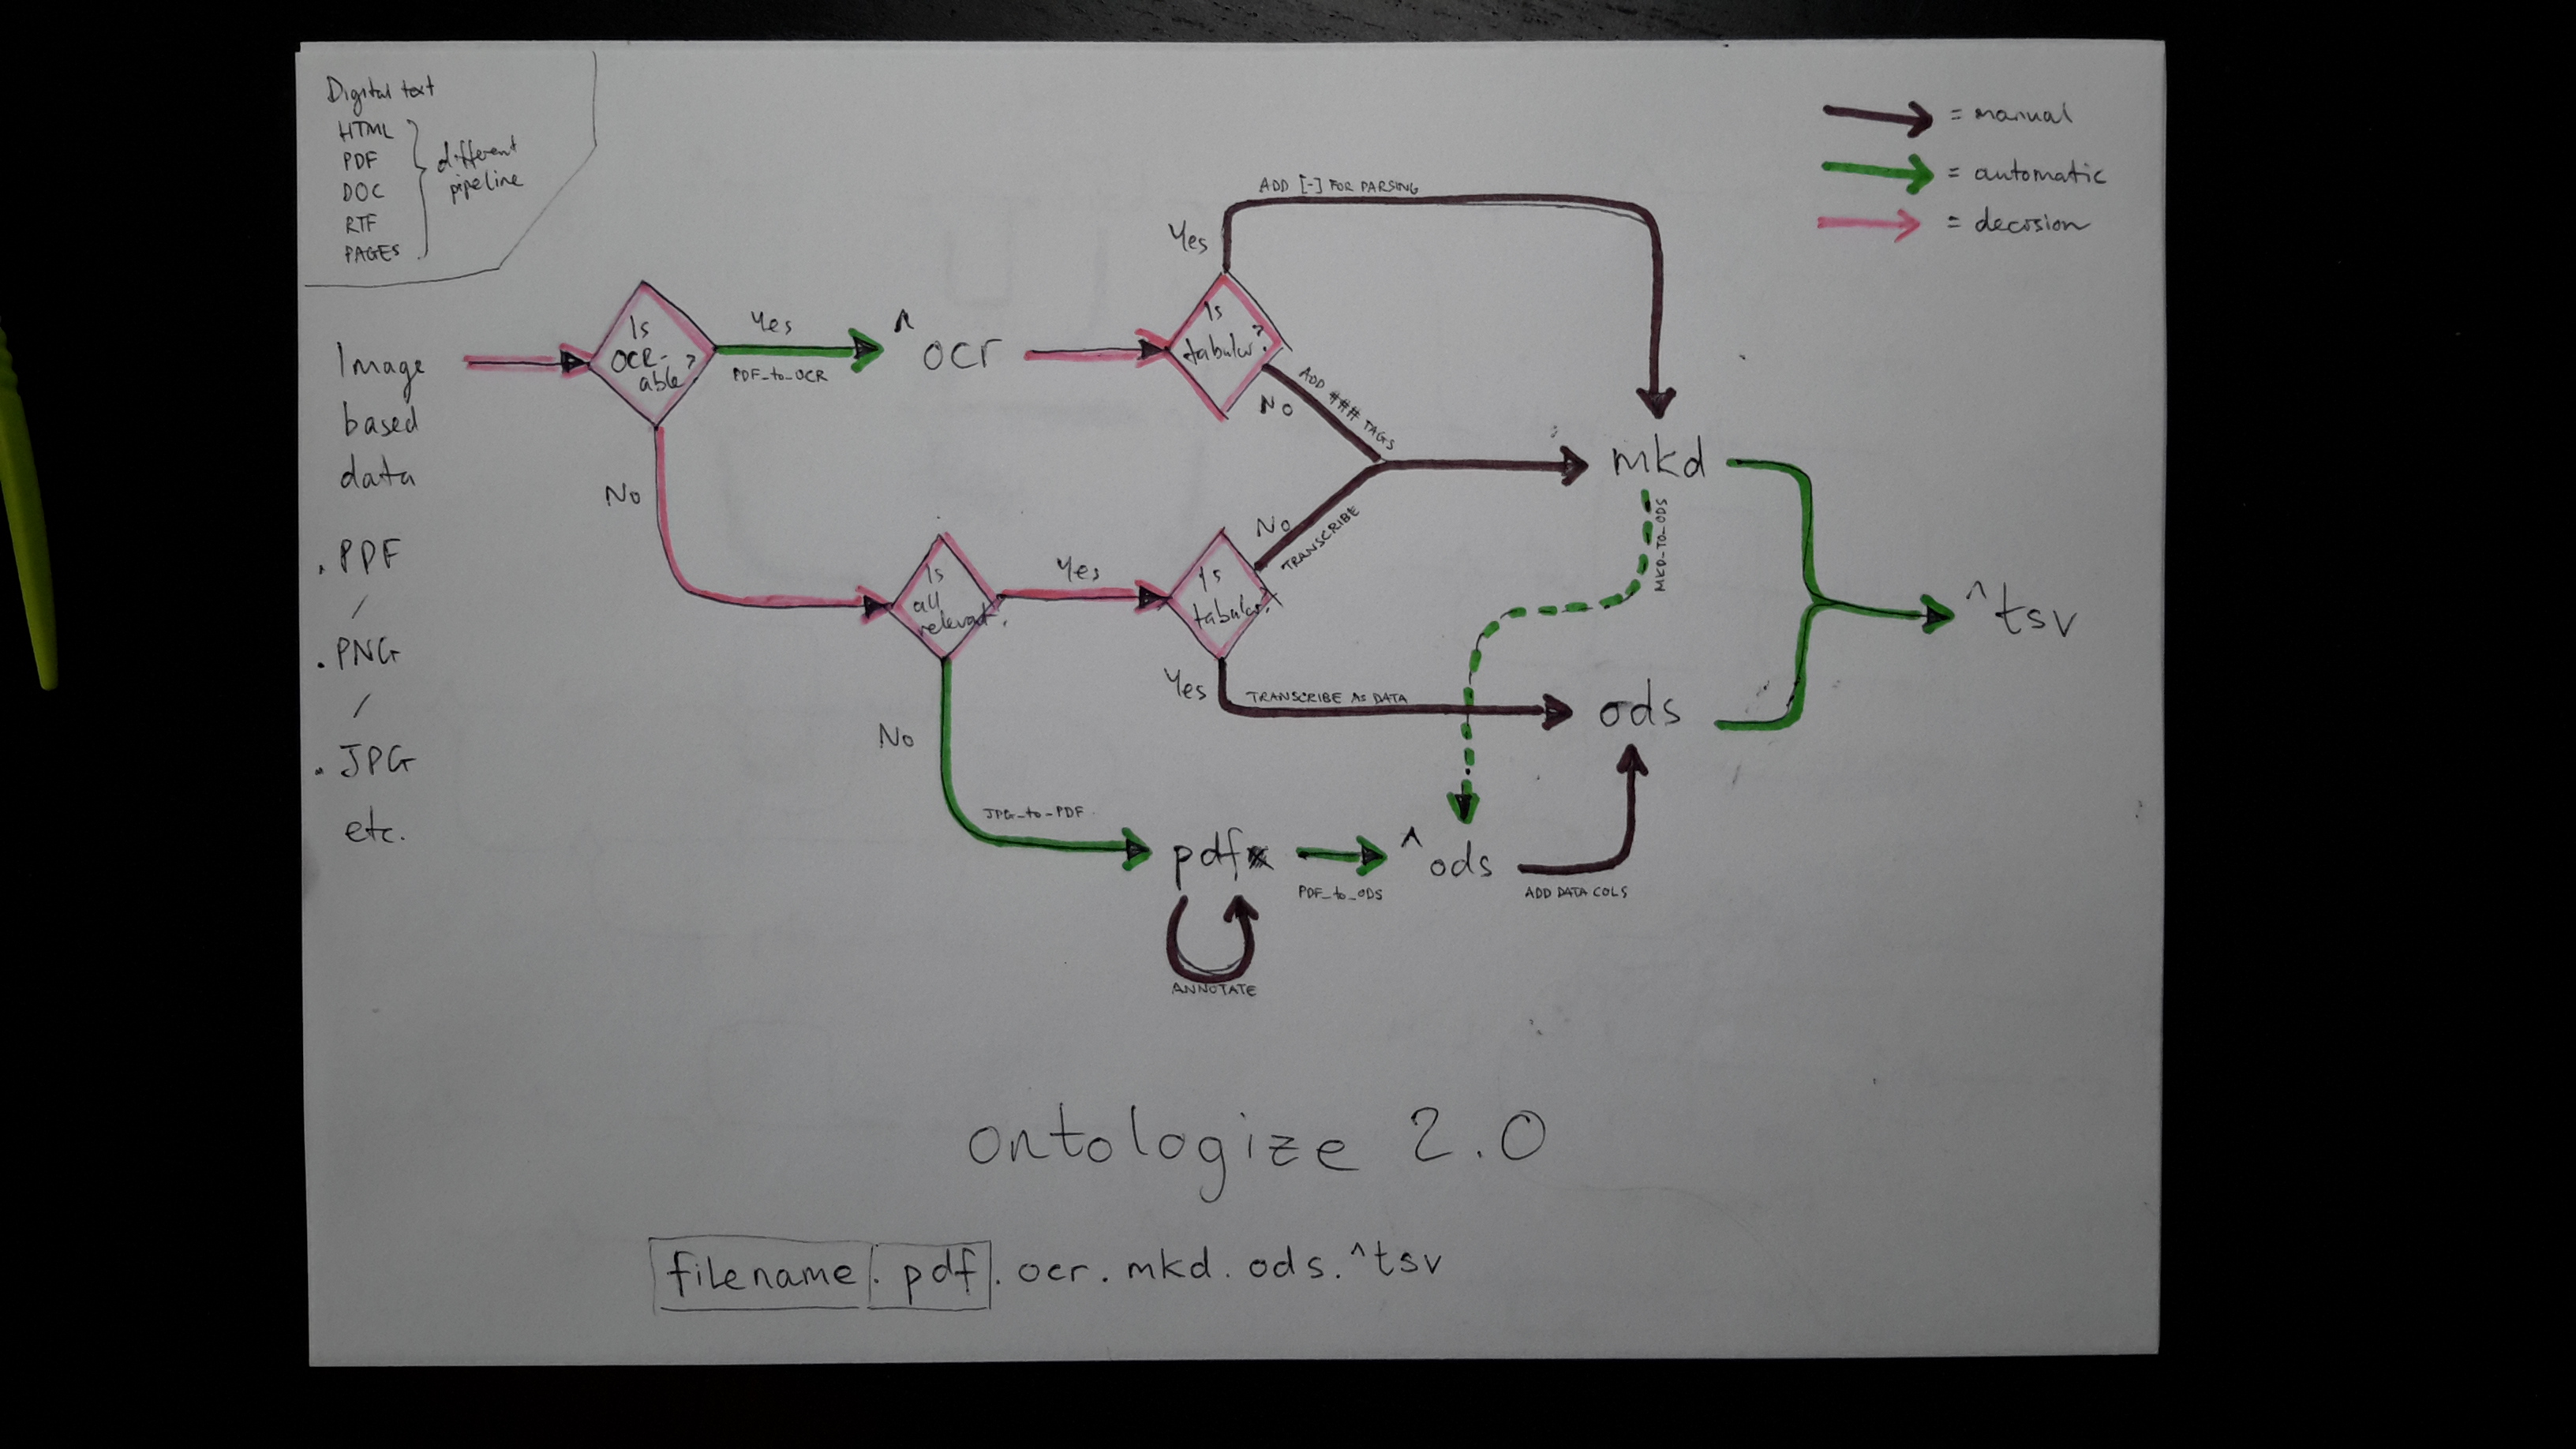 Digital text
HTML
PDF
DOC
RTF
PAGES
different
pipeline
= manual
= automatic
= decision
Image
based
data
. PDF
/
. PNG
/
. JPG
etc.
Is
OCR-
able?
Yes
PDF_to_OCR
No
^ocr
Is
tabular?
Yes
ADD [-] FOR PARSING
No
ADD ### TAGS
mkd
MKD_TO_ODS
Is
all
relevant?
Yes
Is
tabular?
No
TRANSCRIBE
Yes
TRANSCRIBE AS DATA
ods
^tsv
No
JPG_to_PDF
pdf
ANNOTATE
PDF_to_ODS
^ods
ADD DATA COLS
ontologize 2.0
filename.pdf.ocr.mkd.ods.^tsv